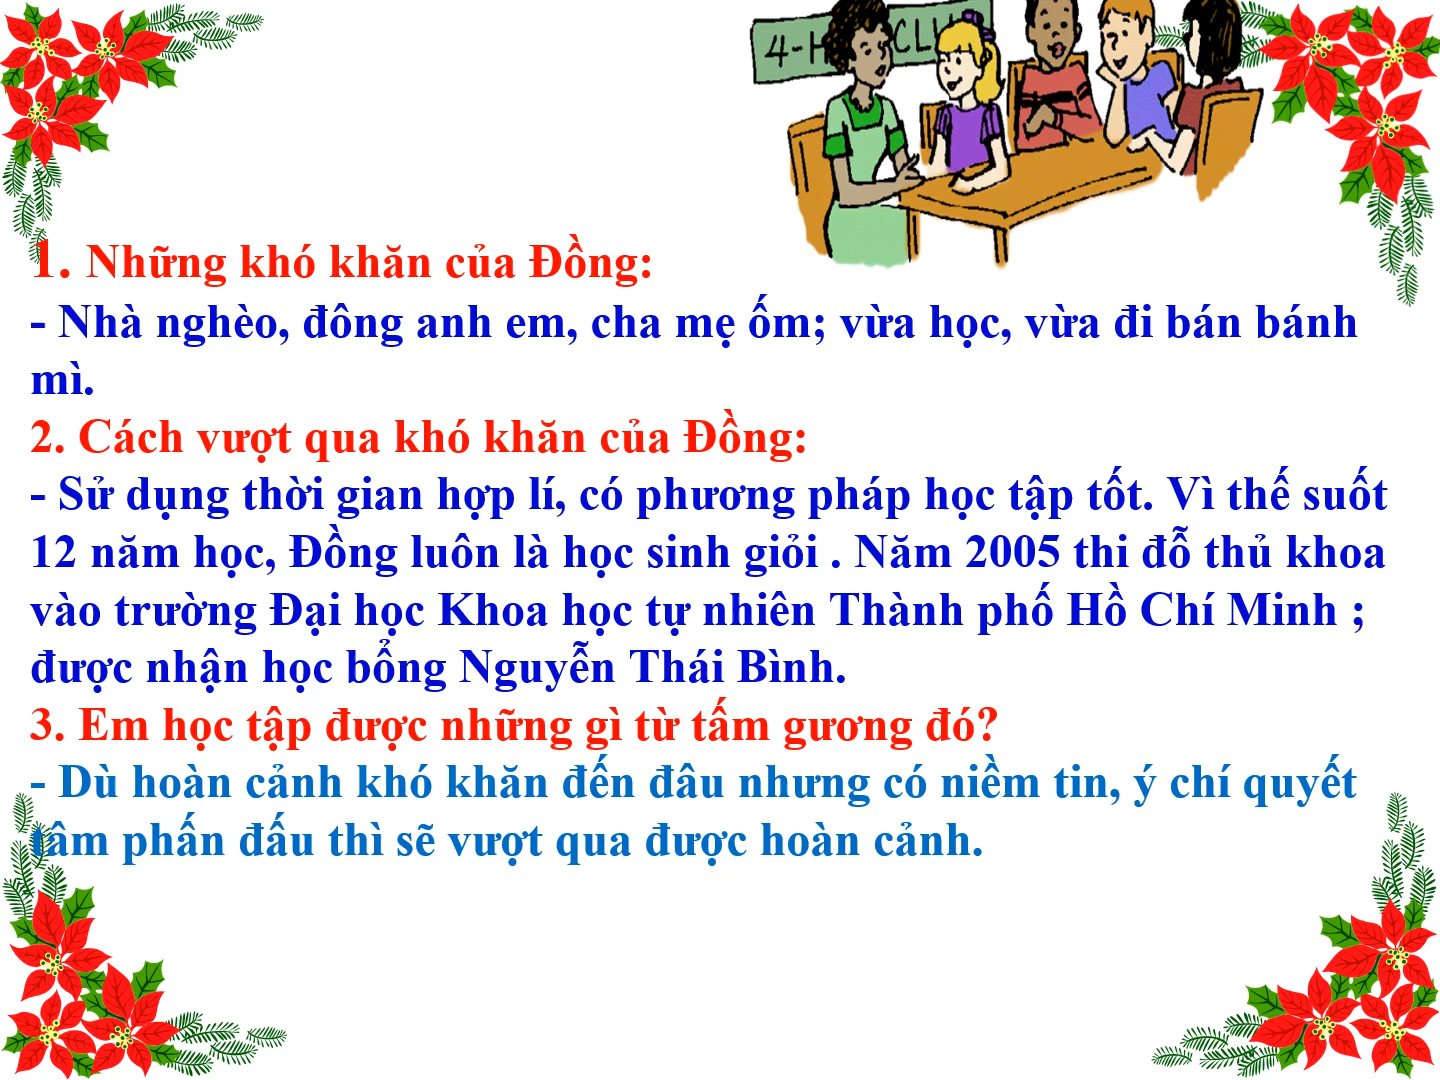 4-H CLU
1. Những khó khăn của Đồng:
- Nhà nghèo, đông anh em, cha mẹ ốm; vừa học, vừa đi bán bánh
mì.
2. Cách vượt qua khó khăn của Đồng:
- Sử dụng thời gian hợp lí, có phương pháp học tập tốt. Vì thế suốt
12 năm học, Đồng luôn là học sinh giỏi . Năm 2005 thi đỗ thủ khoa
vào trường Đại học Khoa học tự nhiên Thành phố Hồ Chí Minh ;
được nhận học bổng Nguyễn Thái Bình.
3. Em học tập được những gì từ tấm gương đó?
- Dù hoàn cảnh khó khăn đến đâu nhưng có niềm tin, ý chí quyết
tâm phấn đấu thì sẽ vượt qua được hoàn cảnh.